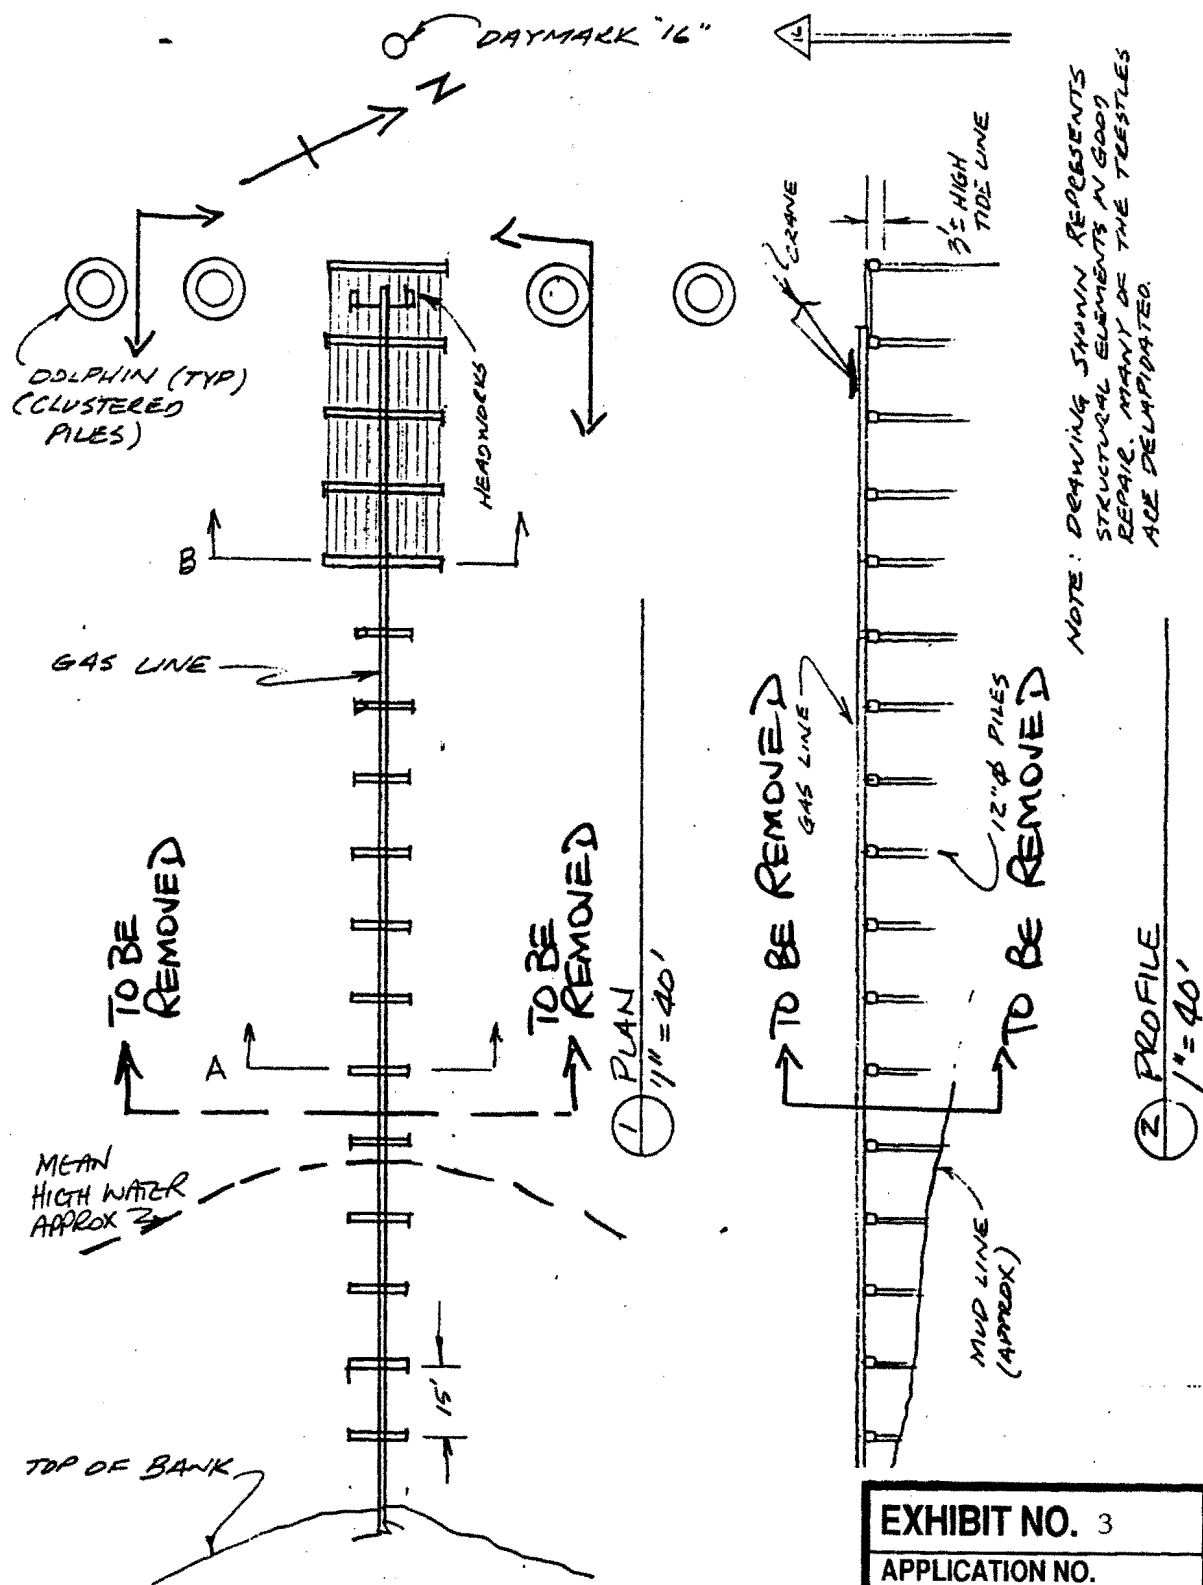 DAYMARK "16"
16
N
DOLPHIN (TYP)
(CLUSTERED
PILES)
HEADWORKS
CRANE
3'± HIGH
TIDE LINE
NOTE: DRAWING SHOWN REPRESENTS
STRUCTURAL ELEMENTS IN GOOD
REPAIR. MANY OF THE TRESTLES
ARE DELAPIDATED.
B
GAS LINE
TO BE
REMOVED
TO BE
REMOVED
A
MEAN
HIGH WATER
APPROX
15'
TOP OF BANK
1 PLAN
1" = 40'
TO BE REMOVED
GAS LINE
12"ø PILES
TO BE REMOVED
MUD LINE
(APPROX)
2 PROFILE
1" = 40'
EXHIBIT NO. 3
APPLICATION NO.